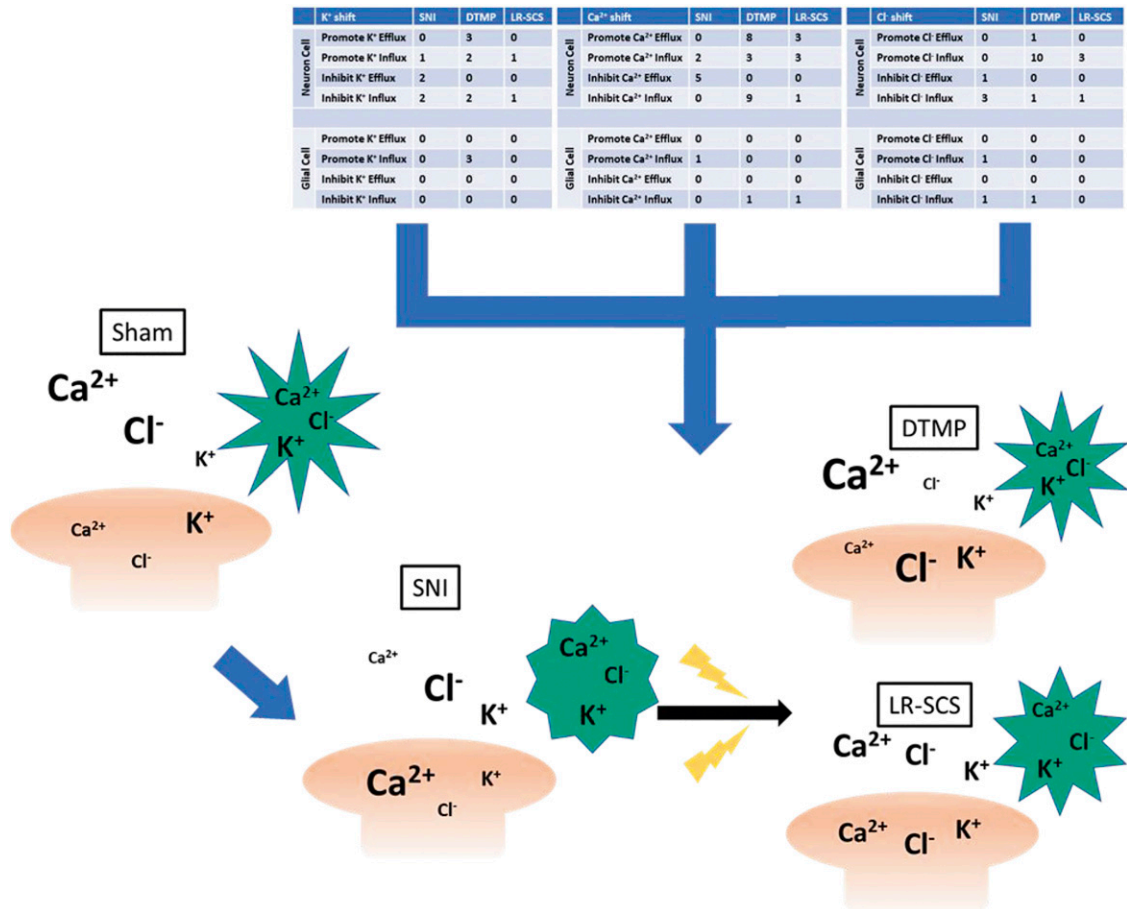 K⁺ shift SNI DTMP LR-SCS
Neuron Cell
Promote K⁺ Efflux 0 3 0
Promote K⁺ Influx 1 2 1
Inhibit K⁺ Efflux 2 0 0
Inhibit K⁺ Influx 2 2 1
Glial Cell
Promote K⁺ Efflux 0 0 0
Promote K⁺ Influx 0 3 0
Inhibit K⁺ Efflux 0 0 0
Inhibit K⁺ Influx 0 0 0
Ca²⁺ shift SNI DTMP LR-SCS
Neuron Cell
Promote Ca²⁺ Efflux 0 8 3
Promote Ca²⁺ Influx 2 3 3
Inhibit Ca²⁺ Efflux 5 0 0
Inhibit Ca²⁺ Influx 0 9 1
Glial Cell
Promote Ca²⁺ Efflux 0 0 0
Promote Ca²⁺ Influx 1 0 0
Inhibit Ca²⁺ Efflux 0 0 0
Inhibit Ca²⁺ Influx 0 1 1
Cl⁻ shift SNI DTMP LR-SCS
Neuron Cell
Promote Cl⁻ Efflux 0 1 0
Promote Cl⁻ Influx 0 10 3
Inhibit Cl⁻ Efflux 1 0 0
Inhibit Cl⁻ Influx 3 1 1
Glial Cell
Promote Cl⁻ Efflux 0 0 0
Promote Cl⁻ Influx 1 0 0
Inhibit Cl⁻ Efflux 0 0 0
Inhibit Cl⁻ Influx 1 1 0
Sham
Ca²⁺
Cl⁻
K⁺
Ca²⁺
Cl⁻
K⁺
Ca²⁺
K⁺
Cl⁻
SNI
Ca²⁺
Cl⁻
K⁺
Ca²⁺
Cl⁻
K⁺
Ca²⁺
K⁺
Cl⁻
DTMP
Ca²⁺
Cl⁻
K⁺
Ca²⁺
Cl⁻
K⁺
Ca²⁺
Cl⁻
K⁺
LR-SCS
Ca²⁺
Cl⁻
K⁺
Ca²⁺
Cl⁻
K⁺
Ca²⁺
Cl⁻
K⁺